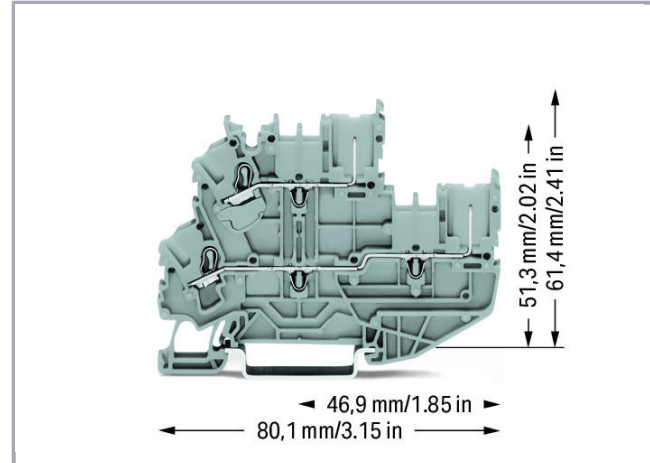 51,3 mm/2.02 in
61,4 mm/2.41 in
46,9 mm/1.85 in
80,1 mm/3.15 in